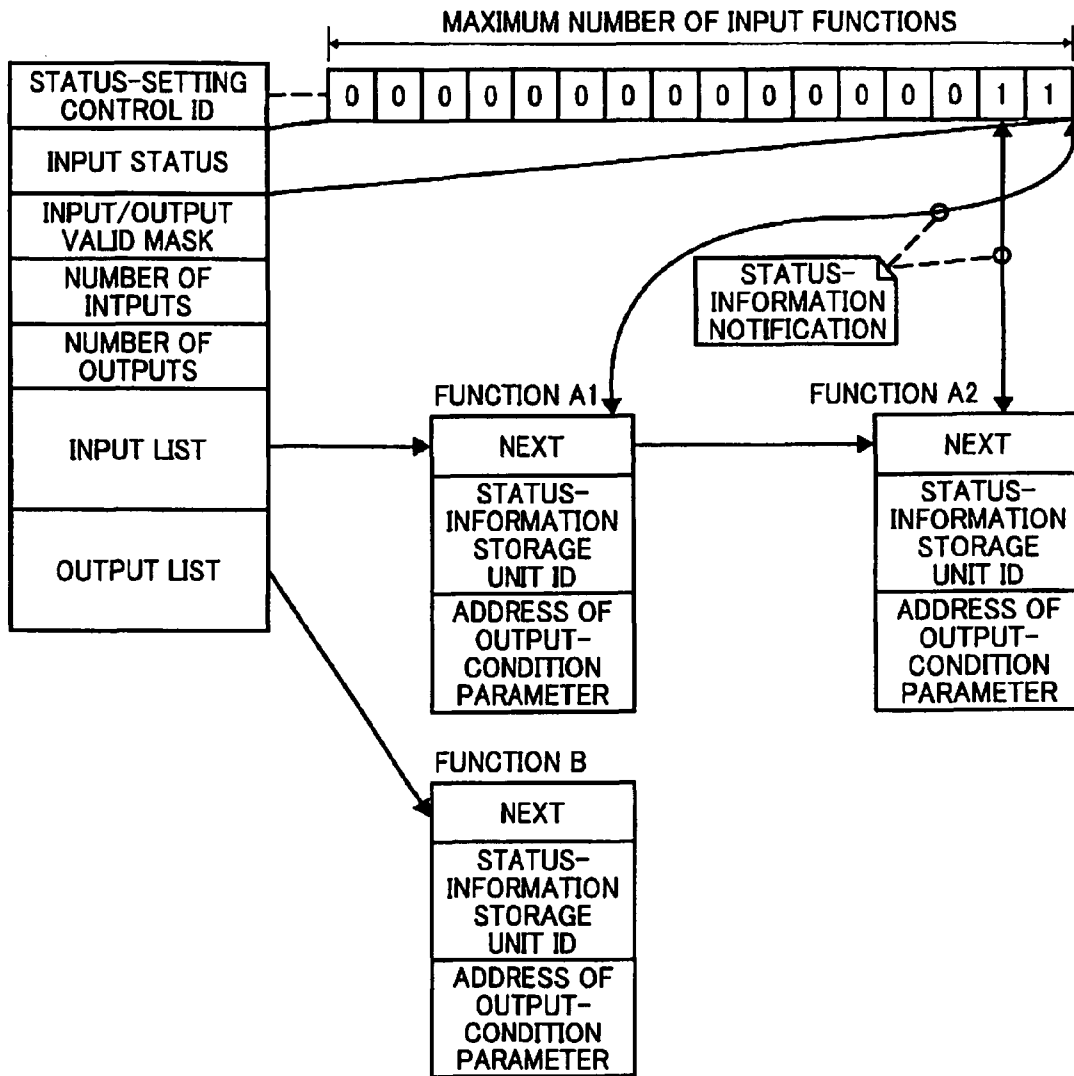 MAXIMUM NUMBER OF INPUT FUNCTIONS
STATUS-SETTING
CONTROL ID
0 0 0 0 0 0 0 0 0 0 0 0 0 0 1 1
INPUT STATUS
INPUT/OUTPUT
VALID MASK
NUMBER OF
INTPUTS
NUMBER OF
OUTPUTS
INPUT LIST
OUTPUT LIST
STATUS-
INFORMATION
NOTIFICATION
FUNCTION A1
NEXT
STATUS-
INFORMATION
STORAGE
UNIT ID
ADDRESS OF
OUTPUT-
CONDITION
PARAMETER
FUNCTION A2
NEXT
STATUS-
INFORMATION
STORAGE
UNIT ID
ADDRESS OF
OUTPUT-
CONDITION
PARAMETER
FUNCTION B
NEXT
STATUS-
INFORMATION
STORAGE
UNIT ID
ADDRESS OF
OUTPUT-
CONDITION
PARAMETER